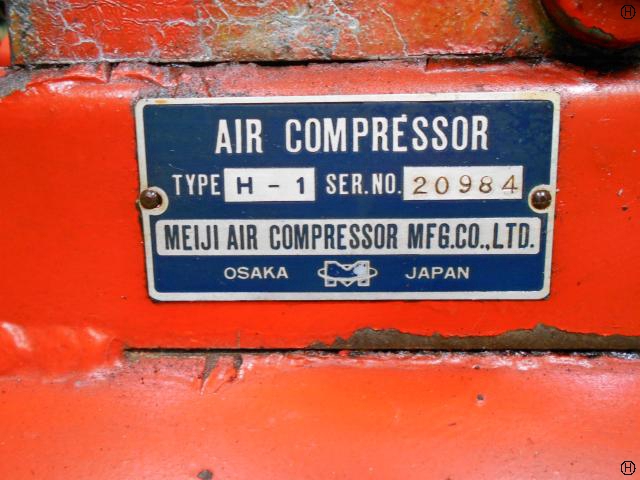 AIR COMPRESSOR
TYPE H - 1 SER.NO. 20984
MEIJI AIR COMPRESSOR MFG.CO.,LTD.
OSAKA M JAPAN
H
H